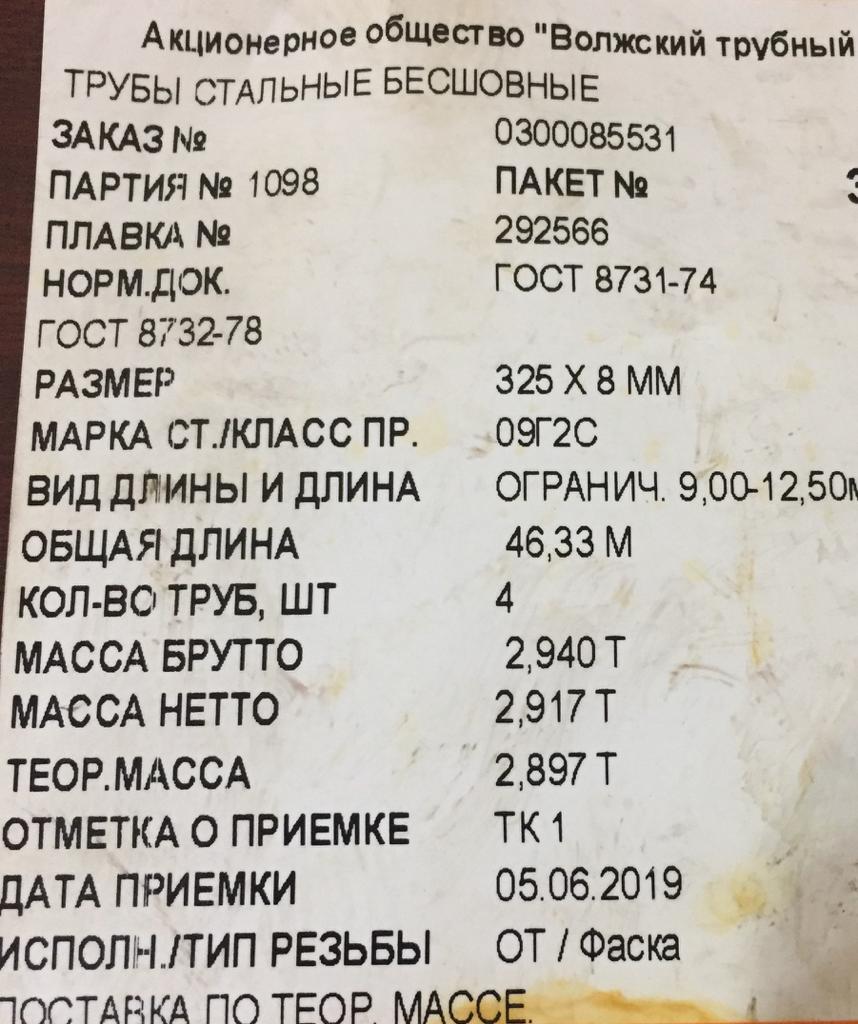 Акционерное общество "Волжский трубный
ТРУБЫ СТАЛЬНЫЕ БЕСШОВНЫЕ
ЗАКАЗ № 0300085531
ПАРТИЯ № 1098 ПАКЕТ №
ПЛАВКА № 292566
НОРМ.ДОК. ГОСТ 8731-74
ГОСТ 8732-78
РАЗМЕР 325 X 8 ММ
МАРКА СТ./КЛАСС ПР. 09Г2С
ВИД ДЛИНЫ И ДЛИНА ОГРАНИЧ. 9,00-12,50м
ОБЩАЯ ДЛИНА 46,33 М
КОЛ-ВО ТРУБ, ШТ 4
МАССА БРУТТО 2,940 Т
МАССА НЕТТО 2,917 Т
ТЕОР.МАССА 2,897 Т
ОТМЕТКА О ПРИЕМКЕ ТК 1
ДАТА ПРИЕМКИ 05.06.2019
ИСПОЛН./ТИП РЕЗЬБЫ ОТ / Фаска
ПОСТАВКА ПО ТЕОР. МАССЕ.